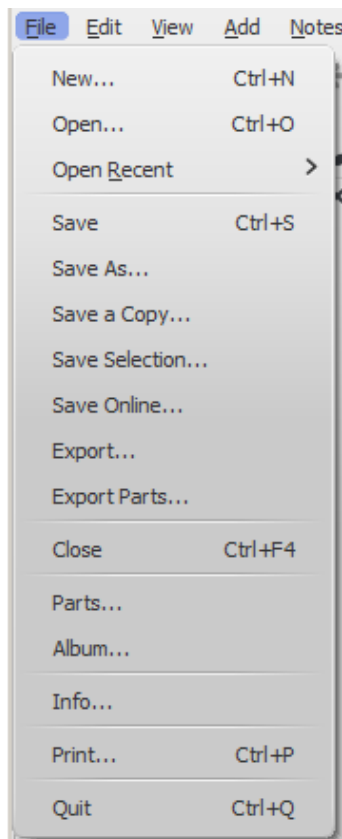 File Edit View Add Notes
New... Ctrl+N
Open... Ctrl+O
Open Recent >
Save Ctrl+S
Save As...
Save a Copy...
Save Selection...
Save Online...
Export...
Export Parts...
Close Ctrl+F4
Parts...
Album...
Info...
Print... Ctrl+P
Quit Ctrl+Q